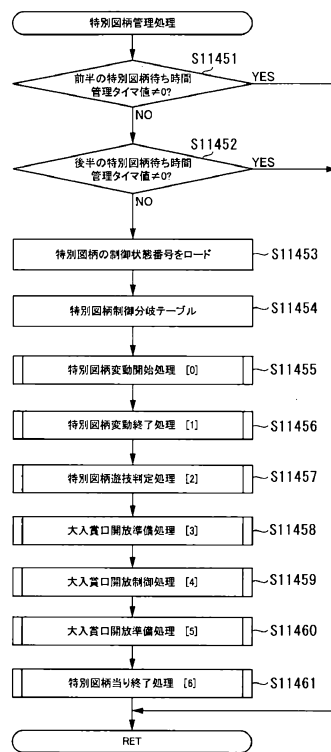 特別図柄管理処理
S11451
前半の特別図柄待ち時間
管理タイマ値≠0?
YES
NO
S11452
後半の特別図柄待ち時間
管理タイマ値≠0?
YES
NO
特別図柄の制御状態番号をロード
S11453
特別図柄制御分岐テーブル
S11454
特別図柄変動開始処理 [0]
S11455
特別図柄変動終了処理 [1]
S11456
特別図柄遊技判定処理 [2]
S11457
大入賞口開放準備処理 [3]
S11458
大入賞口開放制御処理 [4]
S11459
大入賞口開放準備処理 [5]
S11460
特別図柄当り終了処理 [6]
S11461
RET